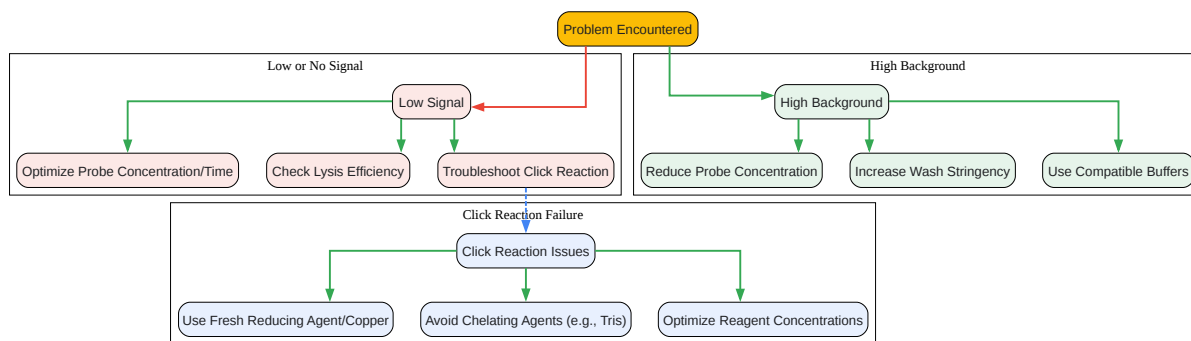 Problem Encountered
Low or No Signal
High Background
Low Signal
High Background
Optimize Probe Concentration/Time
Check Lysis Efficiency
Troubleshoot Click Reaction
Reduce Probe Concentration
Increase Wash Stringency
Use Compatible Buffers
Click Reaction Failure
Click Reaction Issues
Use Fresh Reducing Agent/Copper
Avoid Chelating Agents (e.g., Tris)
Optimize Reagent Concentrations